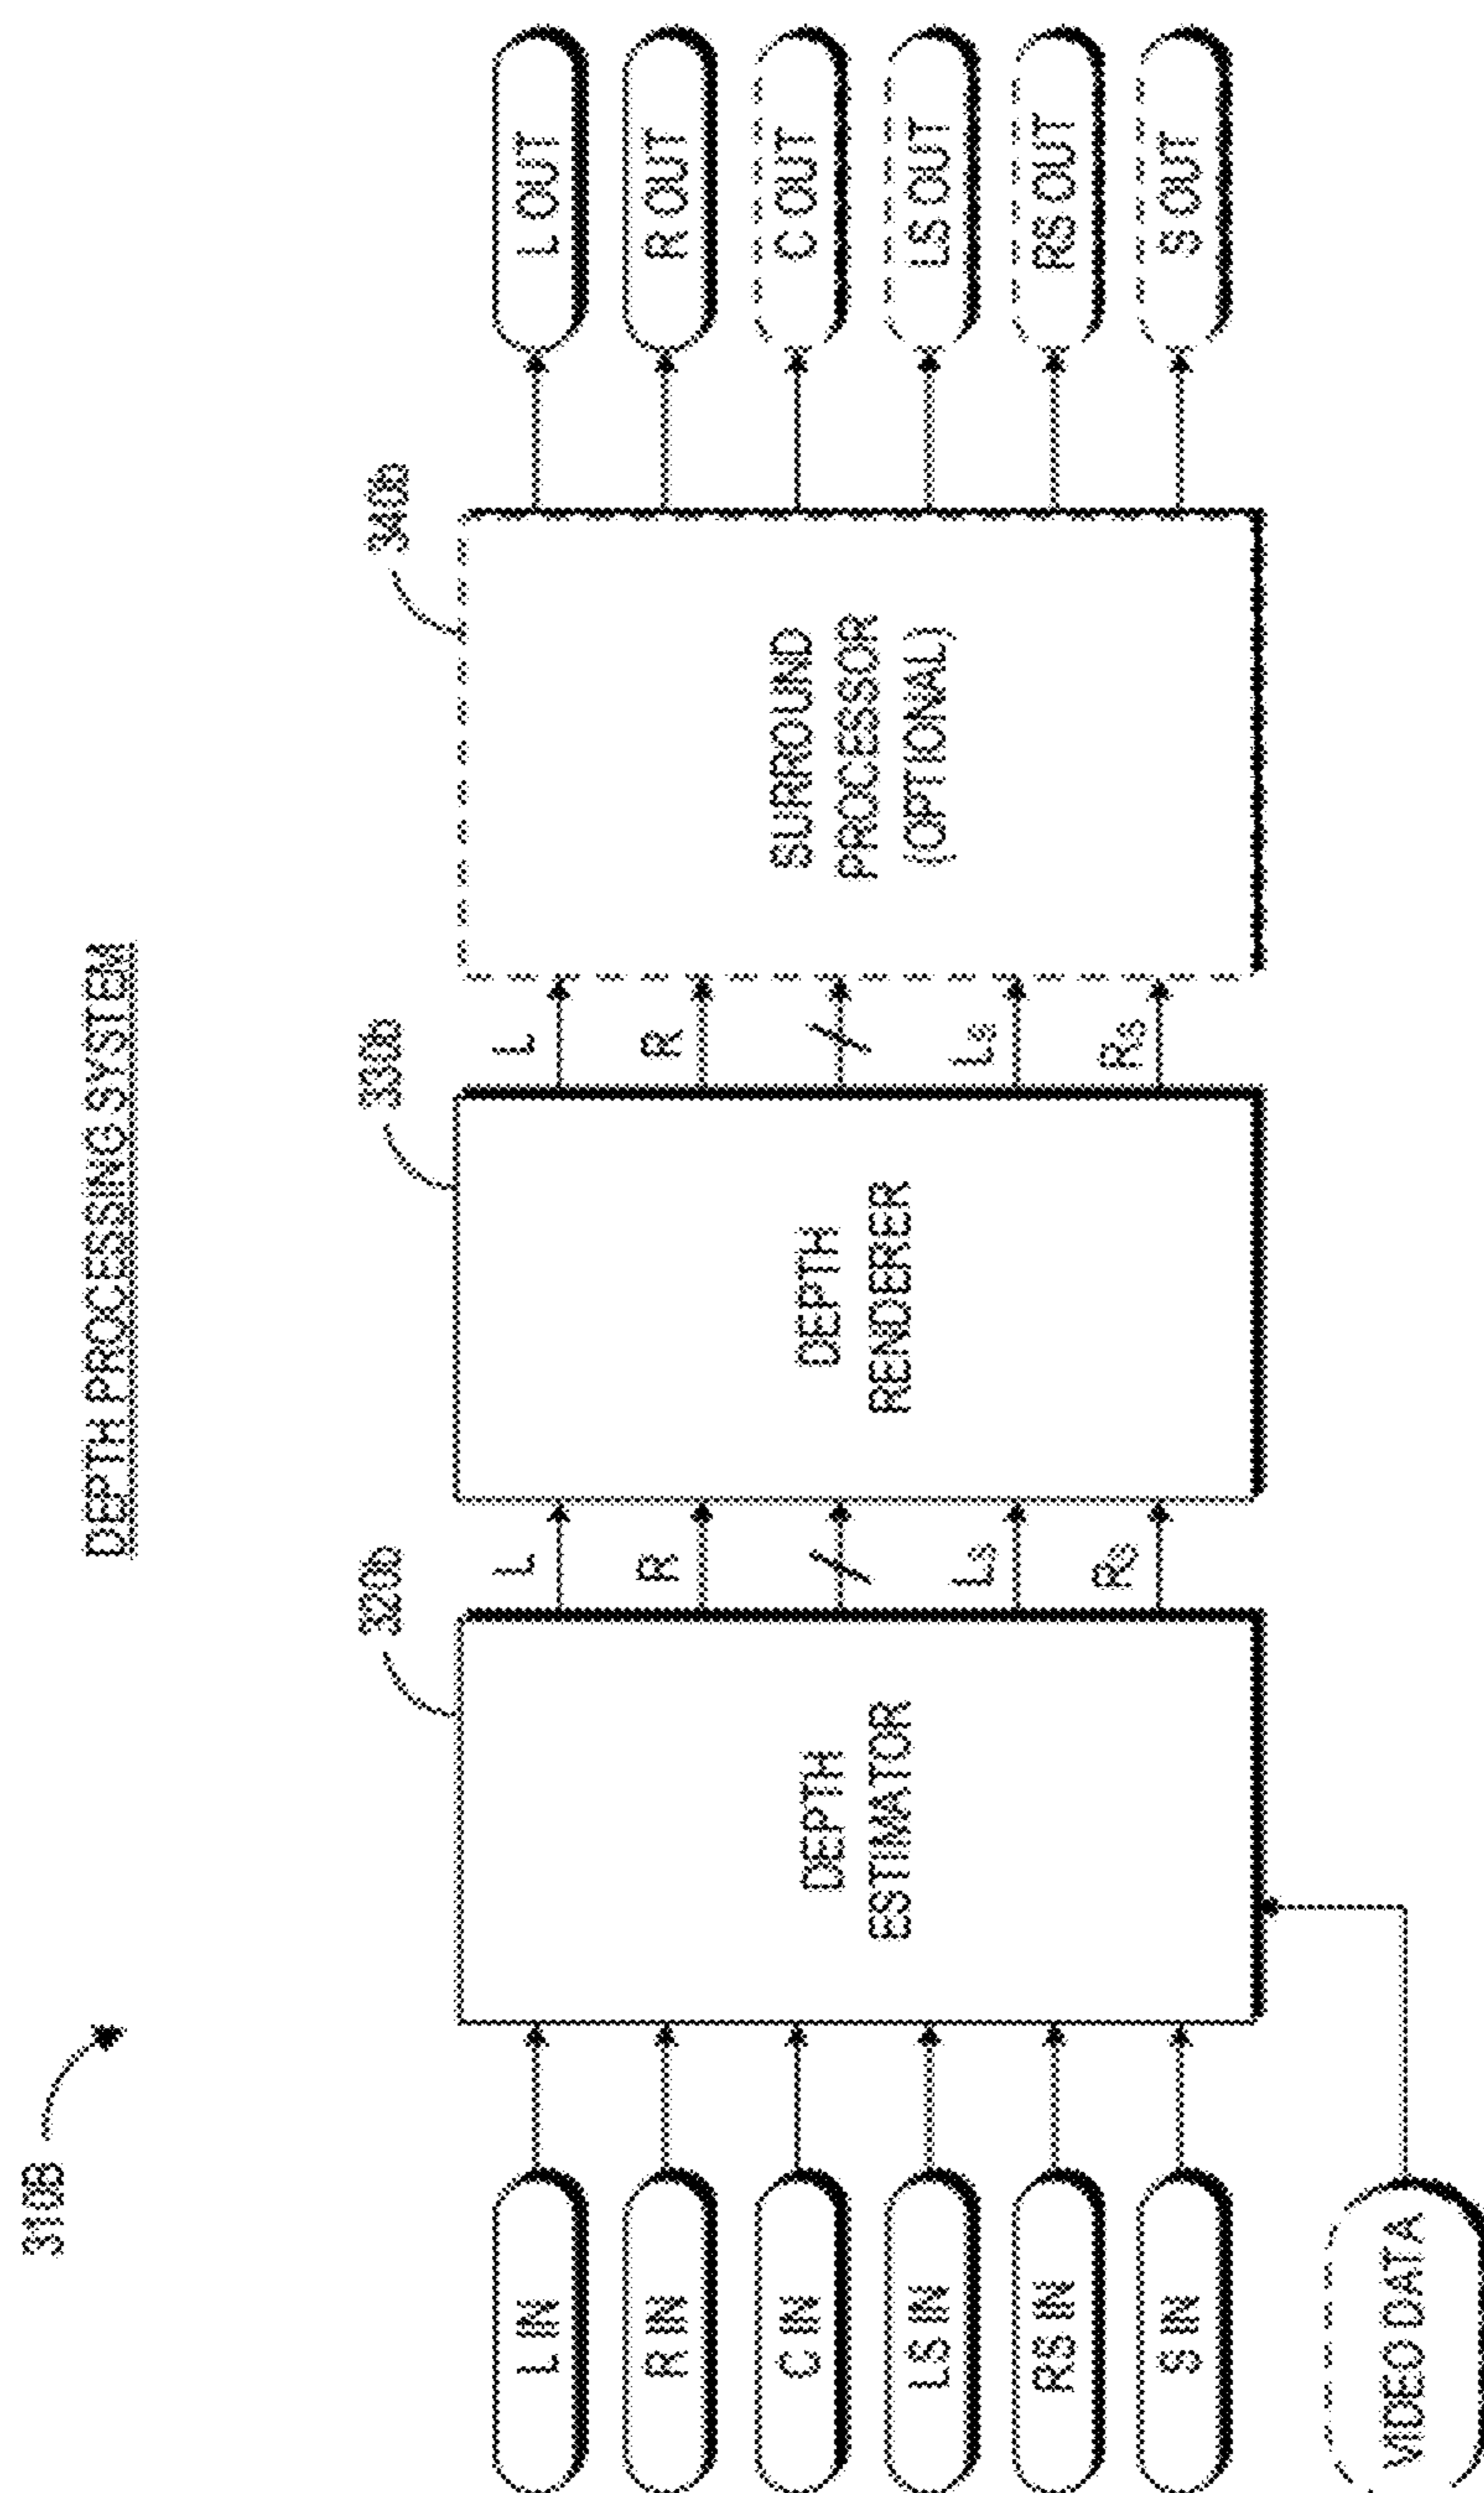 DEPTH PROCESSING SYSTEM
310B
320b
330b
340b
L IN
R IN
C IN
LS IN
RS IN
S IN
VIDEO DATA
DEPTH
ESTIMATOR
L
R
Ls
Rs
DEPTH
RENDERER
L
R
Ls
Rs
SURROUND
PROCESSOR
(OPTIONAL)
L OUT
R OUT
C OUT
LS OUT
RS OUT
S OUT